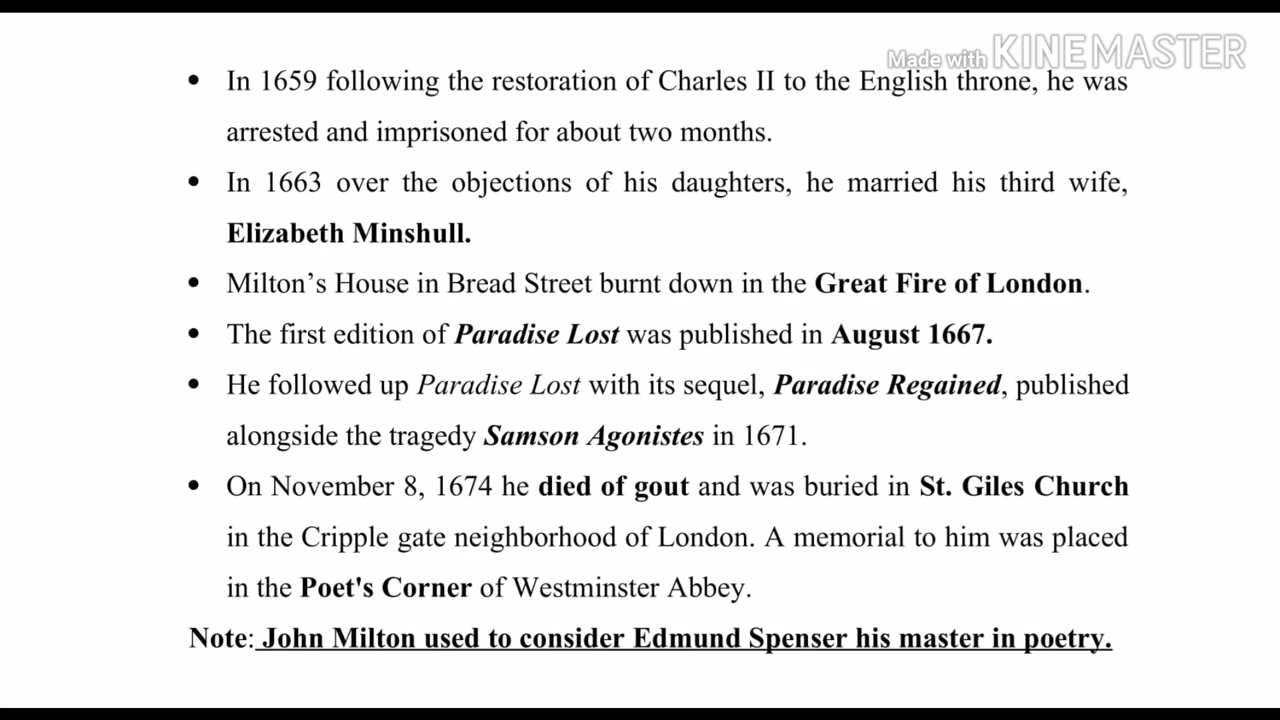 Made with KINEMASTER
• In 1659 following the restoration of Charles II to the English throne, he was
arrested and imprisoned for about two months.
• In 1663 over the objections of his daughters, he married his third wife,
Elizabeth Minshull.
• Milton’s House in Bread Street burnt down in the Great Fire of London.
• The first edition of Paradise Lost was published in August 1667.
• He followed up Paradise Lost with its sequel, Paradise Regained, published
alongside the tragedy Samson Agonistes in 1671.
• On November 8, 1674 he died of gout and was buried in St. Giles Church
in the Cripple gate neighborhood of London. A memorial to him was placed
in the Poet's Corner of Westminster Abbey.
Note: John Milton used to consider Edmund Spenser his master in poetry.